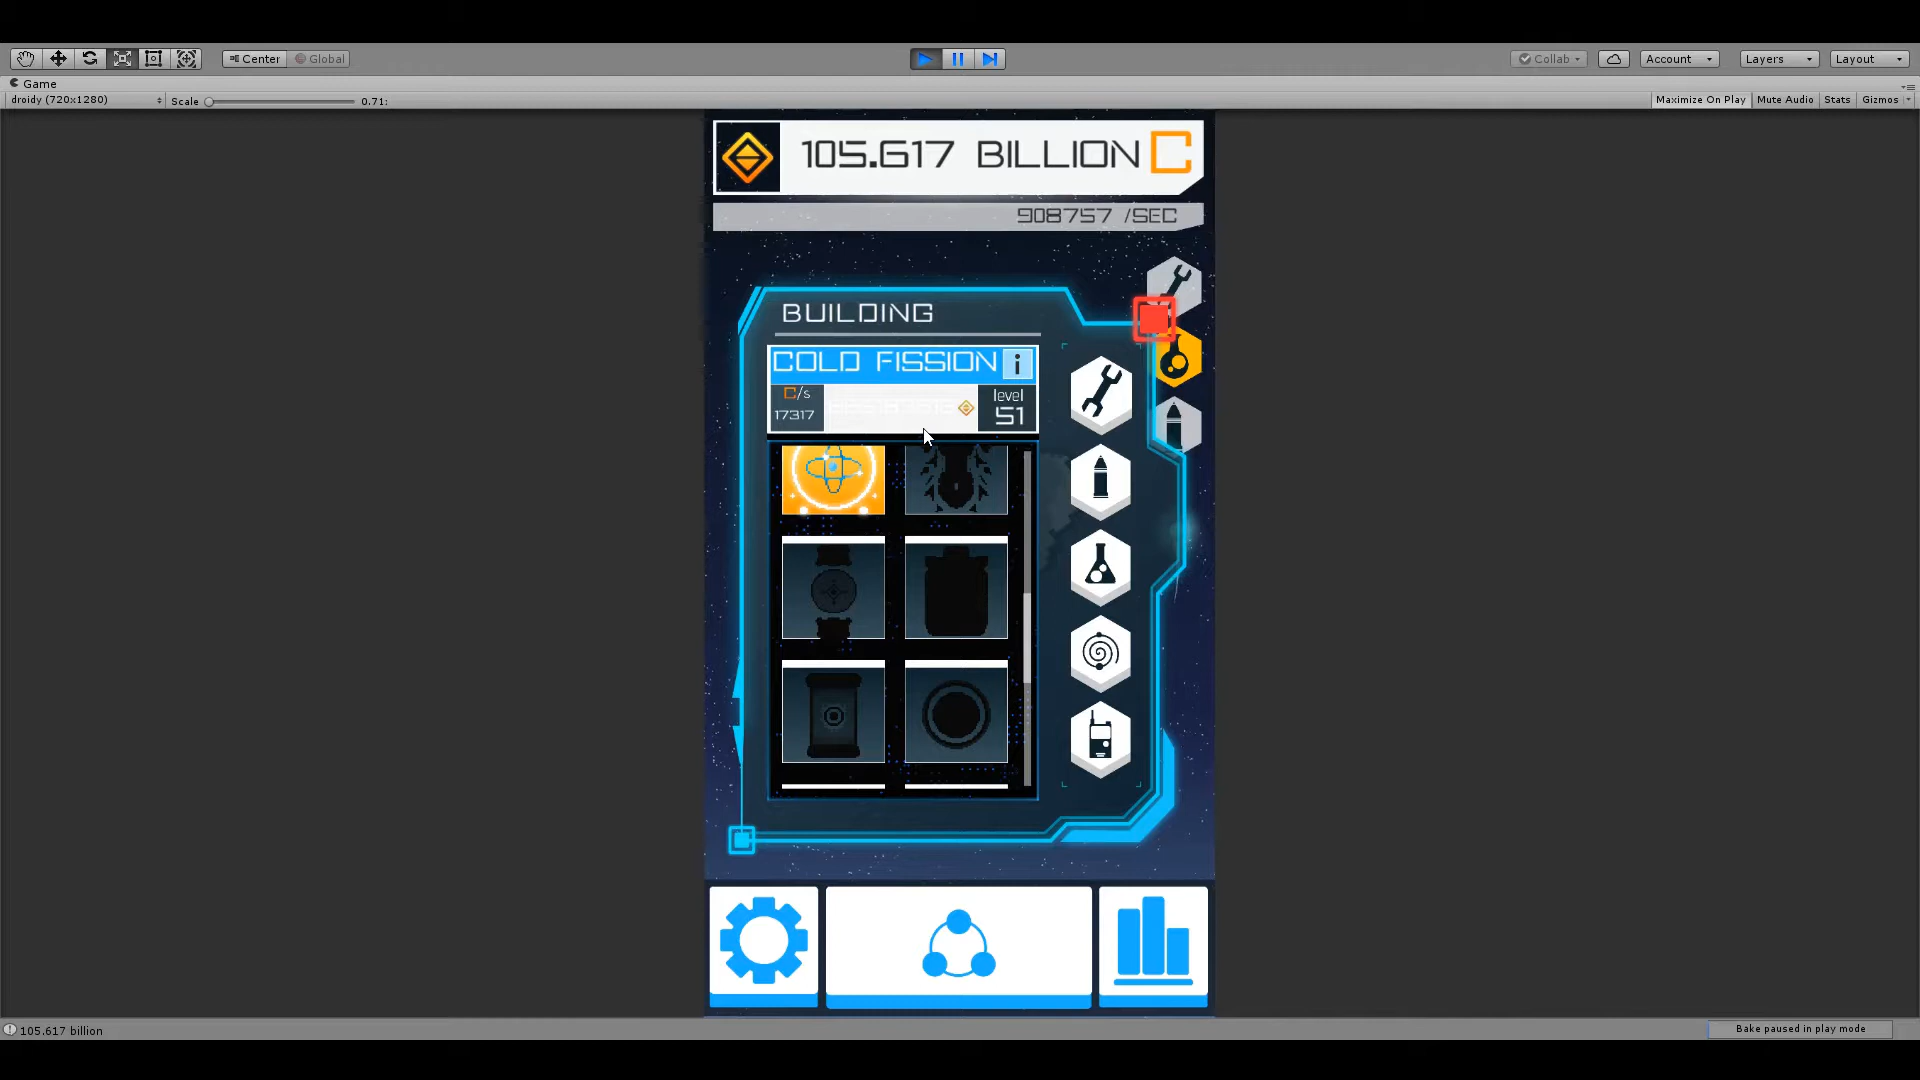 Center
Global
Collab
Account
Layers
Layout
Game
droidy (720x1280)
Scale
0.71:
Maximize On Play
Mute Audio
Stats
Gizmos
105.617 BILLION C
908757 /SEC
BUILDING
COLD FISSION
i
C/s
17317
level
51
105.617 billion
Bake paused in play mode